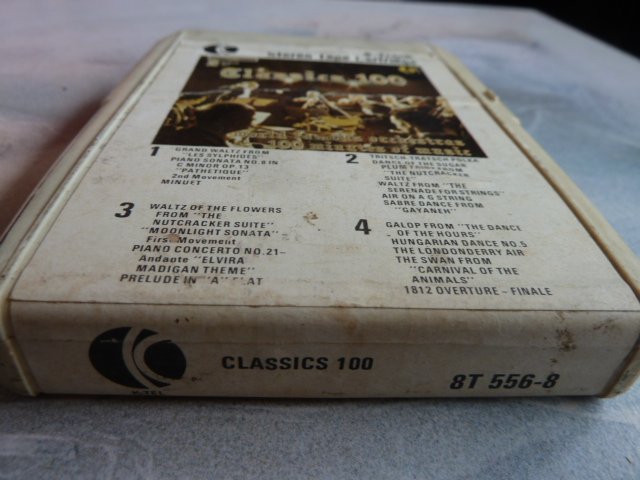 Classics 100
1
GRAND WALTZ FROM
"LES SYLPHIDES"
PIANO SONATA NO.8 IN
C MINOR OP.13
"PATHETIQUE"
2nd Movement
MINUET
2
TRITSCH-TRATSCH POLKA
DANCE OF THE SUGAR
PLUM FAIRY FROM
"THE NUTCRACKER
SUITE"
WALTZ FROM "THE
SERENADE FOR STRINGS"
AIR ON A G STRING
SABRE DANCE FROM
"GAYANEH"
3
WALTZ OF THE FLOWERS
FROM "THE
NUTCRACKER SUITE"
"MOONLIGHT SONATA"
First Movement
PIANO CONCERTO NO.21-
Andante "ELVIRA
MADIGAN THEME"
PRELUDE IN "A" FLAT
4
GALOP FROM "THE DANCE
OF THE HOURS"
HUNGARIAN DANCE NO.5
THE LONDONDERRY AIR
THE SWAN FROM
"CARNIVAL OF THE
ANIMALS"
1812 OVERTURE - FINALE
K-TEL
CLASSICS 100
8T 556-8